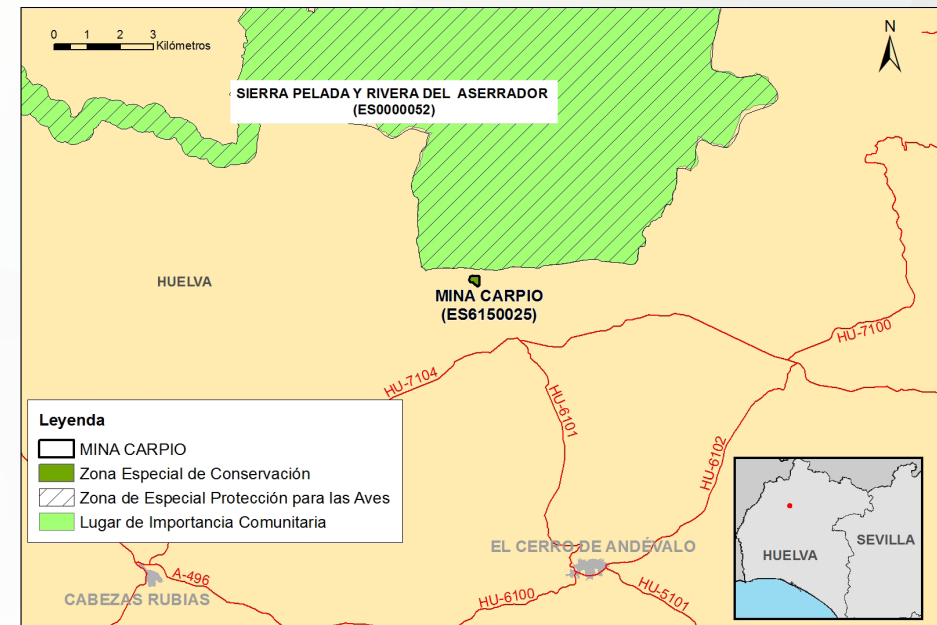 0 1 2 3
Kilómetros
N
SIERRA PELADA Y RIVERA DEL ASERRADOR
(ES0000052)
HUELVA
MINA CARPIO
(ES6150025)
HU-7100
HU-7104
HU-6101
HU-6102
Leyenda
MINA CARPIO
Zona Especial de Conservación
Zona de Especial Protección para las Aves
Lugar de Importancia Comunitaria
EL CERRO DE ANDÉVALO
A-496
CABEZAS RUBIAS
HU-6100
HU-5101
HUELVA
SEVILLA